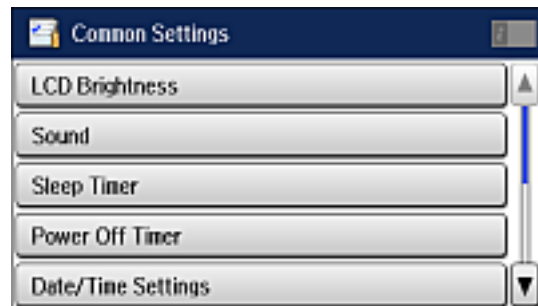 Common Settings
LCD Brightness
Sound
Sleep Timer
Power Off Timer
Date/Time Settings